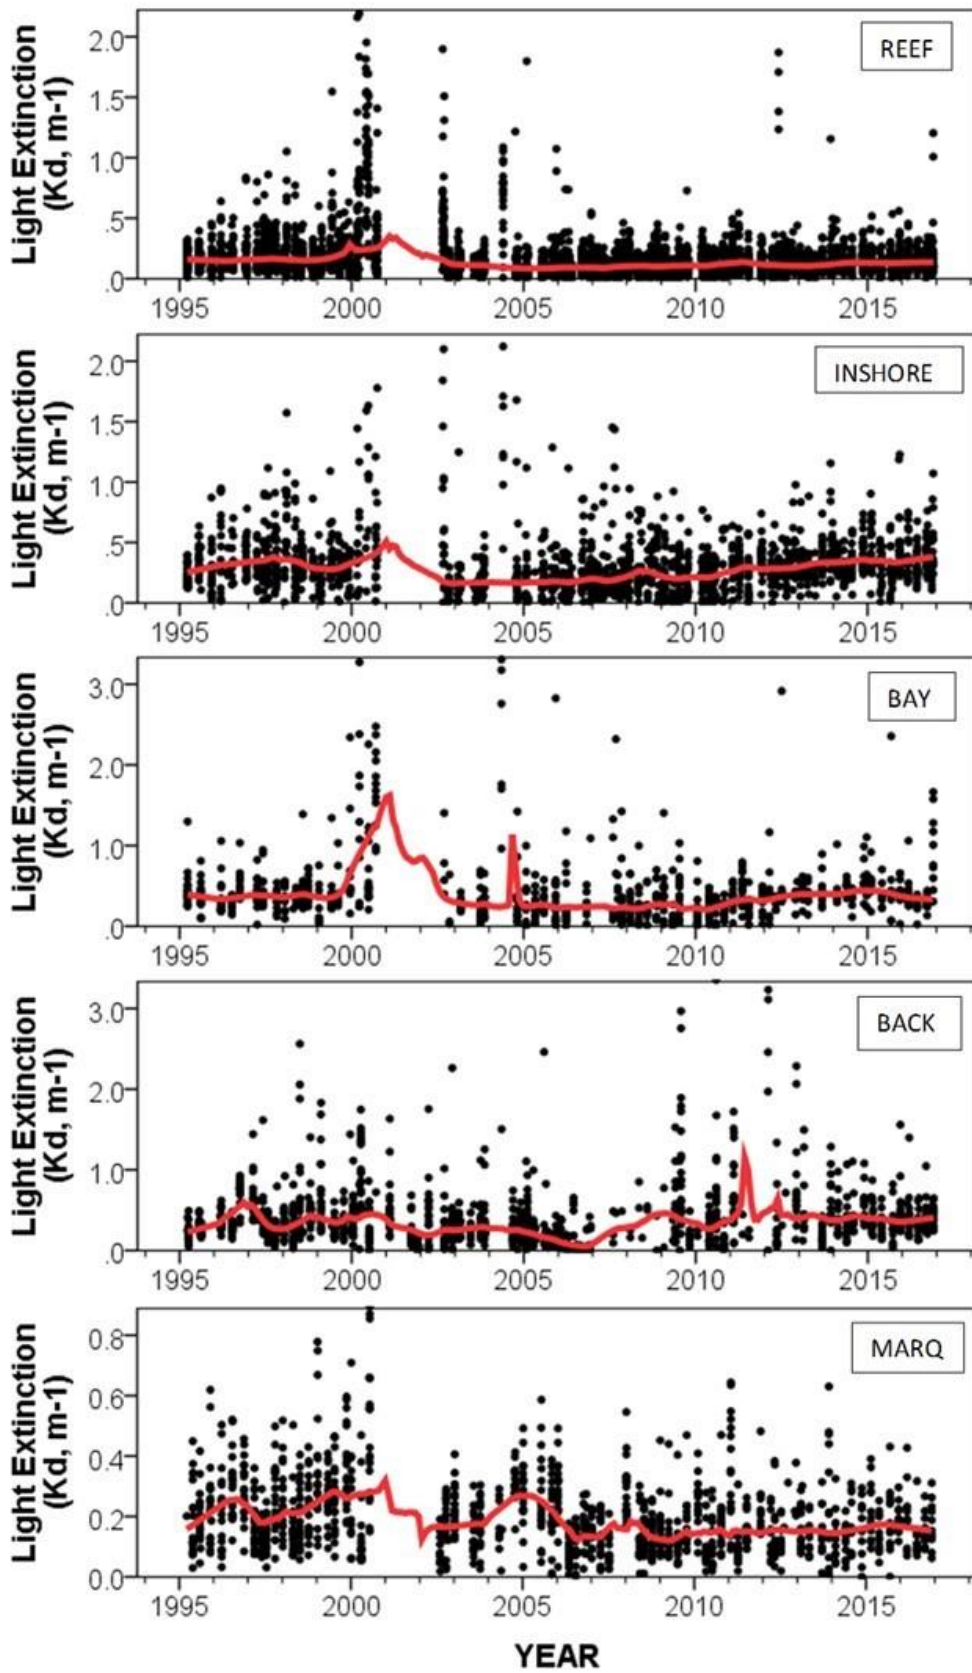 Light Extinction
(Kd, m-1)
2.0
1.5
1.0
.5
.0
REEF
1995 2000 2005 2010 2015
Light Extinction
(Kd, m-1)
2.0
1.5
1.0
.5
.0
INSHORE
1995 2000 2005 2010 2015
Light Extinction
(Kd, m-1)
3.0
2.0
1.0
.0
BAY
1995 2000 2005 2010 2015
Light Extinction
(Kd, m-1)
3.0
2.0
1.0
.0
BACK
1995 2000 2005 2010 2015
Light Extinction
(Kd, m-1)
0.8
0.6
0.4
0.2
0.0
MARQ
1995 2000 2005 2010 2015
YEAR